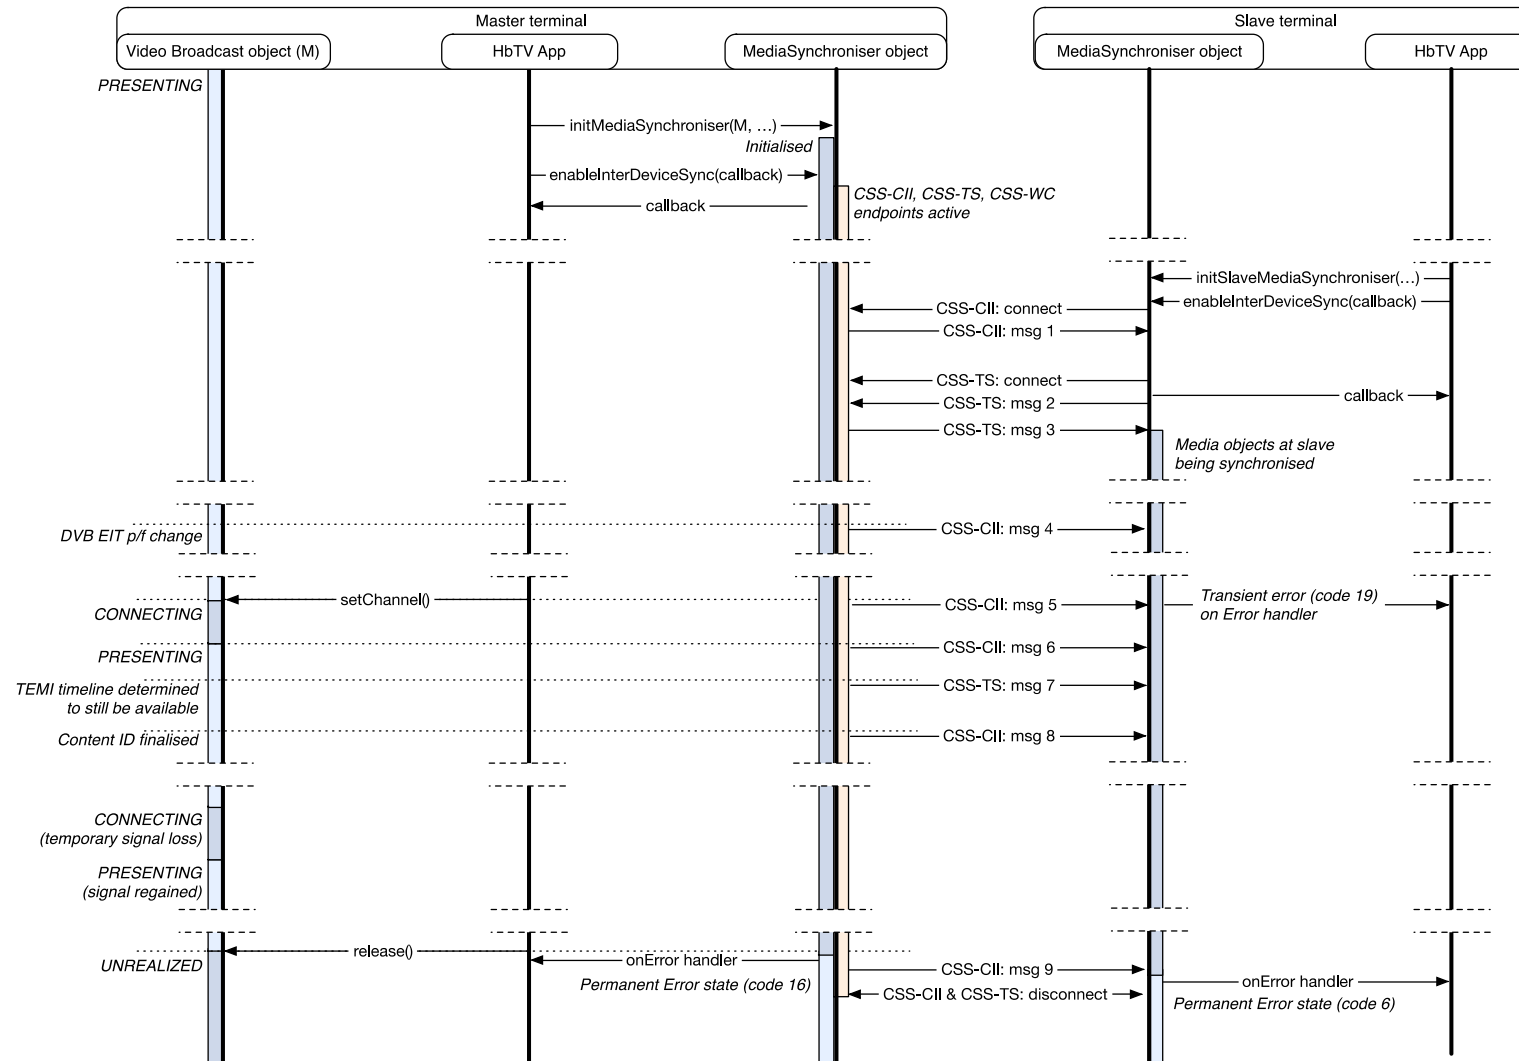 Master terminal
Slave terminal
Video Broadcast object (M)
HbTV App
MediaSynchroniser object
MediaSynchroniser object
HbTV App
PRESENTING
initMediaSynchroniser(M, ...)
Initialised
enableInterDeviceSync(callback)
CSS-CII, CSS-TS, CSS-WC
endpoints active
callback
initSlaveMediaSynchroniser(...)
enableInterDeviceSync(callback)
CSS-CII: connect
CSS-CII: msg 1
CSS-TS: connect
callback
CSS-TS: msg 2
CSS-TS: msg 3
Media objects at slave
being synchronised
DVB EIT p/f change
CSS-CII: msg 4
setChannel()
CONNECTING
CSS-CII: msg 5
Transient error (code 19)
on Error handler
PRESENTING
CSS-CII: msg 6
TEMI timeline determined
to still be available
CSS-TS: msg 7
Content ID finalised
CSS-CII: msg 8
CONNECTING
(temporary signal loss)
PRESENTING
(signal regained)
release()
UNREALIZED
onError handler
Permanent Error state (code 16)
CSS-CII: msg 9
CSS-CII & CSS-TS: disconnect
onError handler
Permanent Error state (code 6)